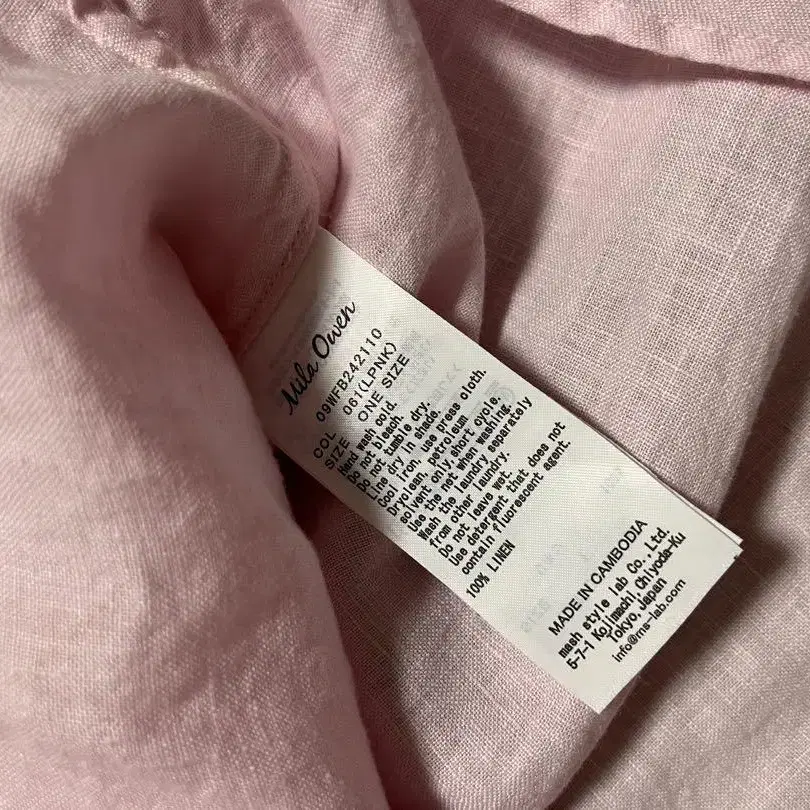 Mila Owen
09WFB242110
COL 061(LPNK)
SIZE ONE SIZE
Hand wash cold.
Do not bleach.
Do not tumble dry.
Line dry in shade.
Cool iron, use press cloth.
Dryclean, petroleum
solvent only short cycle.
Use the net when washing.
Wash the laundry separately
from other laundry.
Do not leave wet.
Use detergent that does not
contain fluorescent agent.
100% LINEN
MADE IN CAMBODIA
mash style lab Co., Ltd.
5-7-1 Kojimachi, Chiyoda-Ku
Tokyo, Japan
info@ms-lab.com